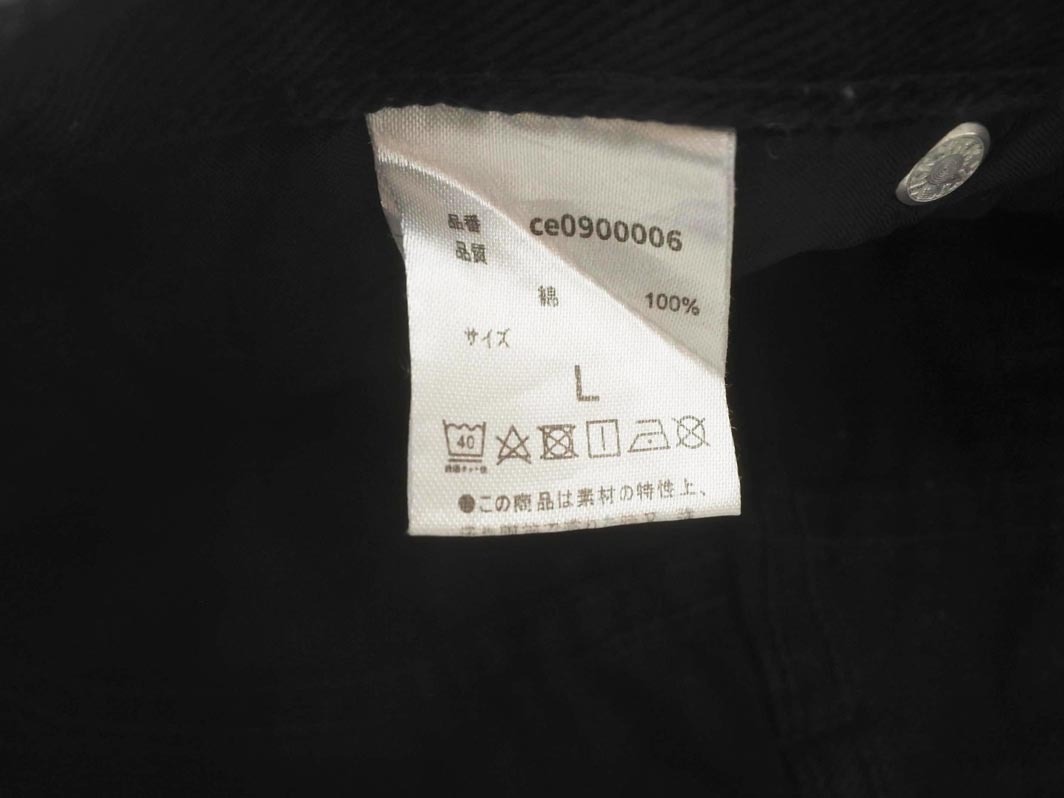 品番 ce0900006
品質
綿 100%
サイズ
L
40
●この商品は素材の特性上、